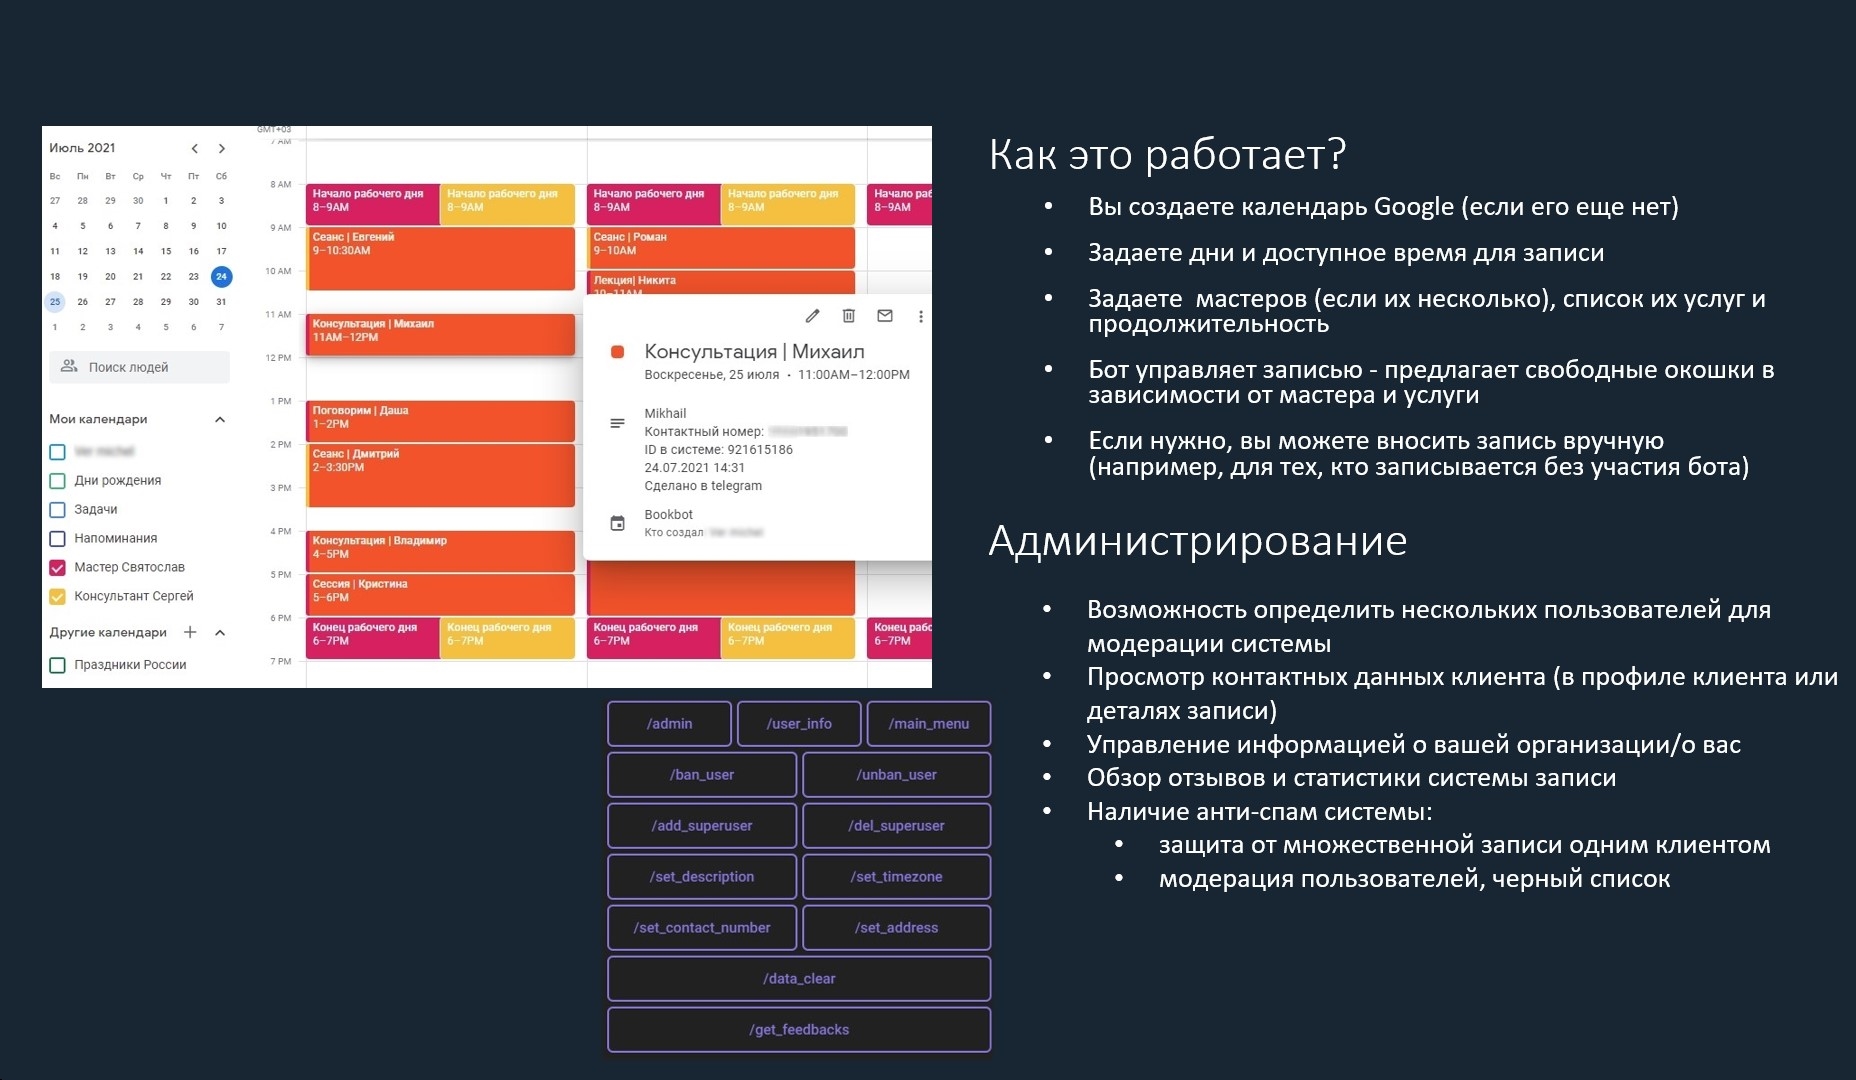 Июль 2021
Вс Пн Вт Ср Чт Пт Сб
27 28 29 30 1 2 3
4 5 6 7 8 9 10
11 12 13 14 15 16 17
18 19 20 21 22 23 24
25 26 27 28 29 30 31
1 2 3 4 5 6 7
Поиск людей
Мои календари
Дни рождения
Задачи
Напоминания
Мастер Святослав
Консультант Сергей
Другие календари
Праздники России
GMT+03
7 AM
8 AM
9 AM
10 AM
11 AM
12 PM
1 PM
2 PM
3 PM
4 PM
5 PM
6 PM
7 PM
Начало рабочего дня
8–9AM
Начало рабочего дня
8–9AM
Сеанс | Евгений
9–10:30AM
Консультация | Михаил
11AM–12PM
Поговорим | Даша
1–2PM
Сеанс | Дмитрий
2–3:30PM
Консультация | Владимир
4–5PM
Сессия | Кристина
5–6PM
Конец рабочего дня
6–7PM
Конец рабочего дня
6–7PM
Начало рабочего дня
8–9AM
Начало рабочего дня
8–9AM
Сеанс | Роман
9–10AM
Лекция| Никита
10–11AM
Конец рабочего дня
6–7PM
Конец рабочего дня
6–7PM
Начало раб
8–9AM
Конец рабо
6–7PM
Консультация | Михаил
Воскресенье, 25 июля · 11:00AM–12:00PM
Mikhail
Контактный номер:
ID в системе: 921615186
24.07.2021 14:31
Сделано в telegram
Bookbot
Кто создал:
/admin /user_info /main_menu
/ban_user /unban_user
/add_superuser /del_superuser
/set_description /set_timezone
/set_contact_number /set_address
/data_clear
/get_feedbacks
Как это работает?
• Вы создаете календарь Google (если его еще нет)
• Задаете дни и доступное время для записи
• Задаете мастеров (если их несколько), список их услуг и
продолжительность
• Бот управляет записью - предлагает свободные окошки в
зависимости от мастера и услуги
• Если нужно, вы можете вносить запись вручную
(например, для тех, кто записывается без участия бота)
Администрирование
• Возможность определить нескольких пользователей для
модерации системы
• Просмотр контактных данных клиента (в профиле клиента или
деталях записи)
• Управление информацией о вашей организации/о вас
• Обзор отзывов и статистики системы записи
• Наличие анти-спам системы:
• защита от множественной записи одним клиентом
• модерация пользователей, черный список